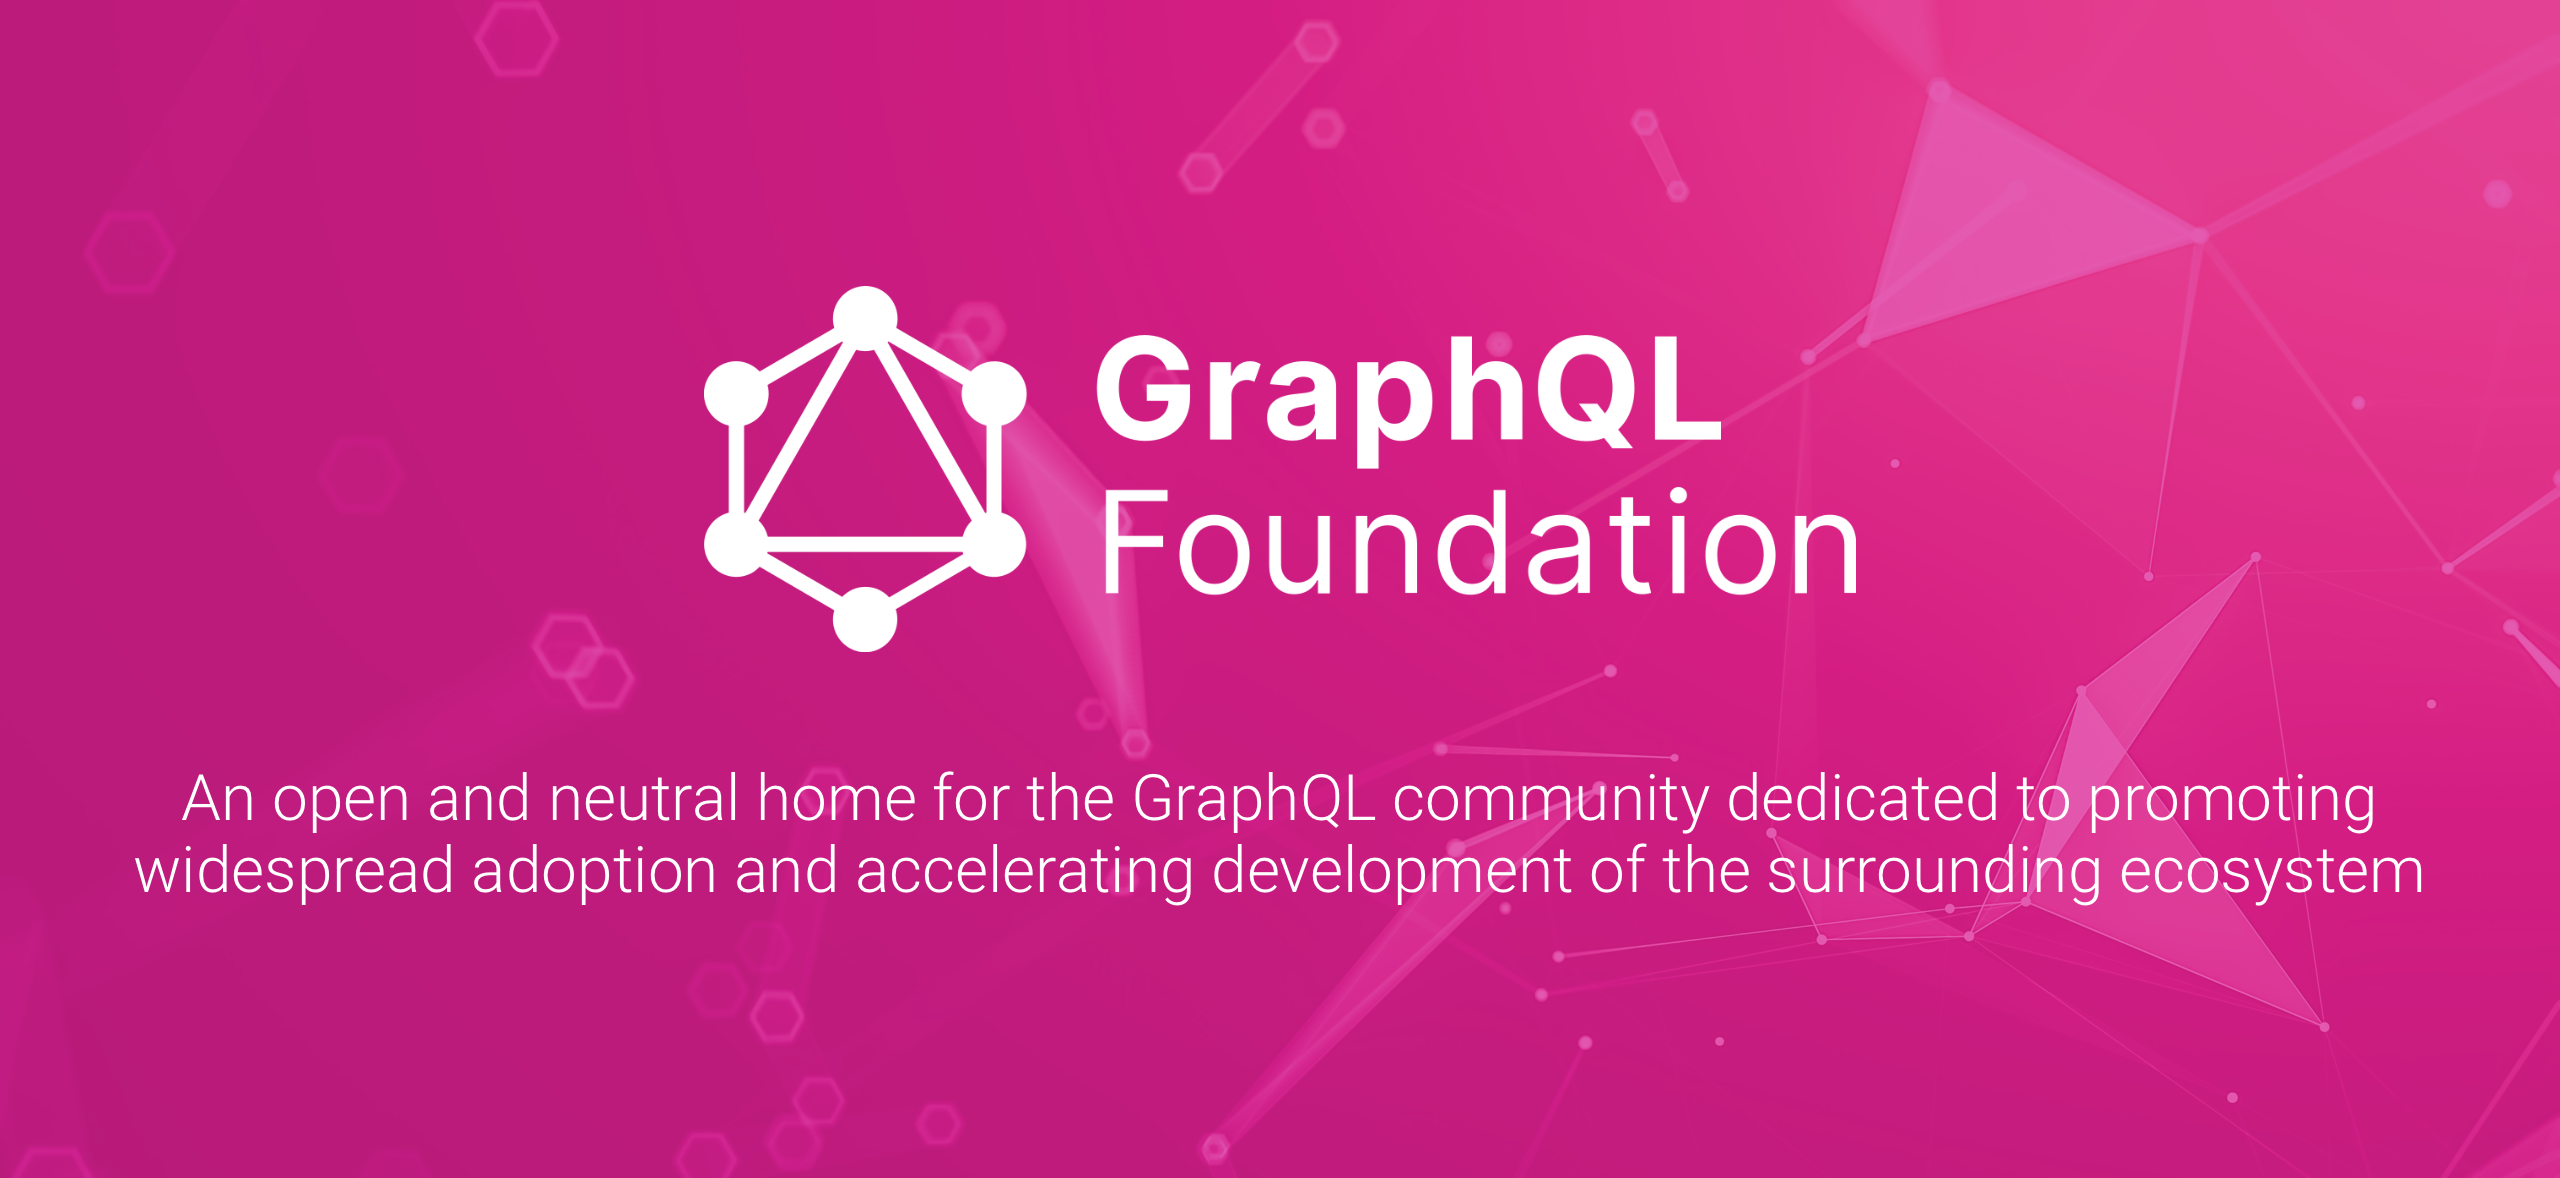 GraphQL
Foundation
An open and neutral home for the GraphQL community dedicated to promoting
widespread adoption and accelerating development of the surrounding ecosystem